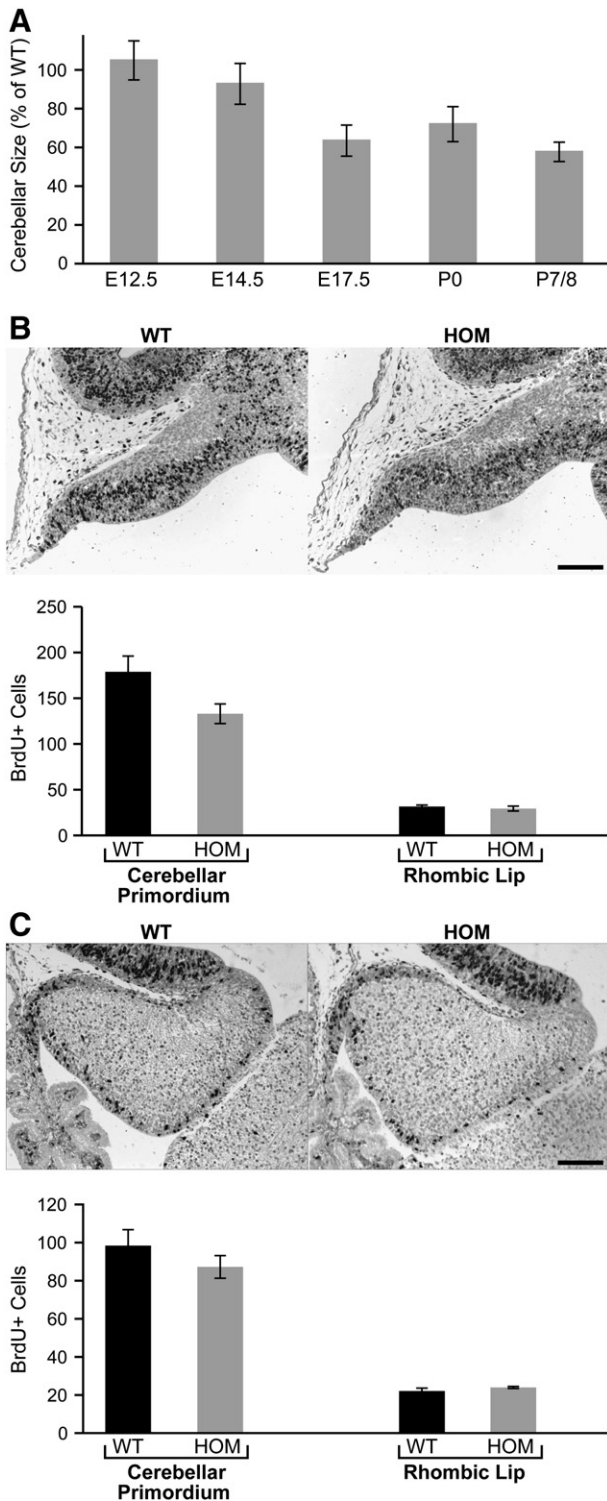 A
Cerebellar Size (% of WT)
100
80
60
40
20
0
E12.5 E14.5 E17.5 P0 P7/8
B
WT HOM
BrdU+ Cells
250
200
150
100
50
0
WT HOM WT HOM
Cerebellar Primordium Rhombic Lip
C
WT HOM
BrdU+ Cells
120
100
80
60
40
20
0
WT HOM WT HOM
Cerebellar Primordium Rhombic Lip